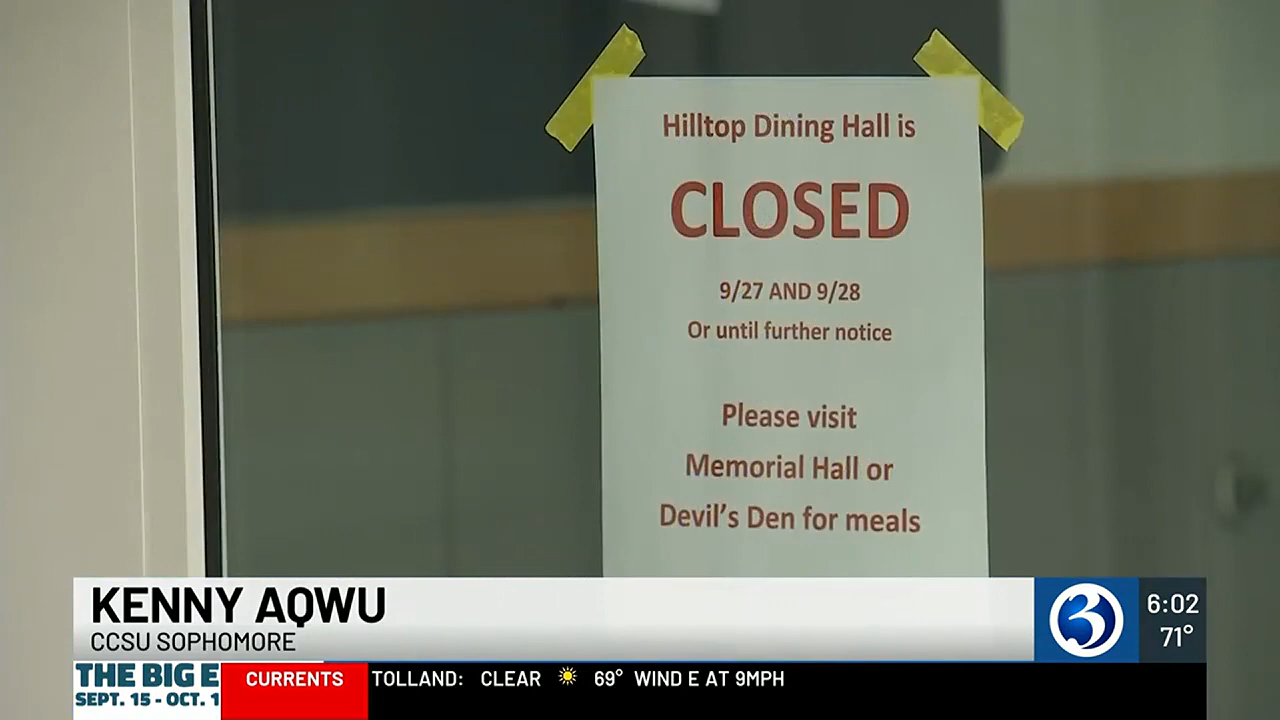 Hilltop Dining Hall is
CLOSED
9/27 AND 9/28
Or until further notice
Please visit
Memorial Hall or
Devil's Den for meals
KENNY AQWU
CCSU SOPHOMORE
3
6:02
71°
THE BIG E
SEPT. 15 - OCT. 1
CURRENTS
TOLLAND: CLEAR 69° WIND E AT 9MPH